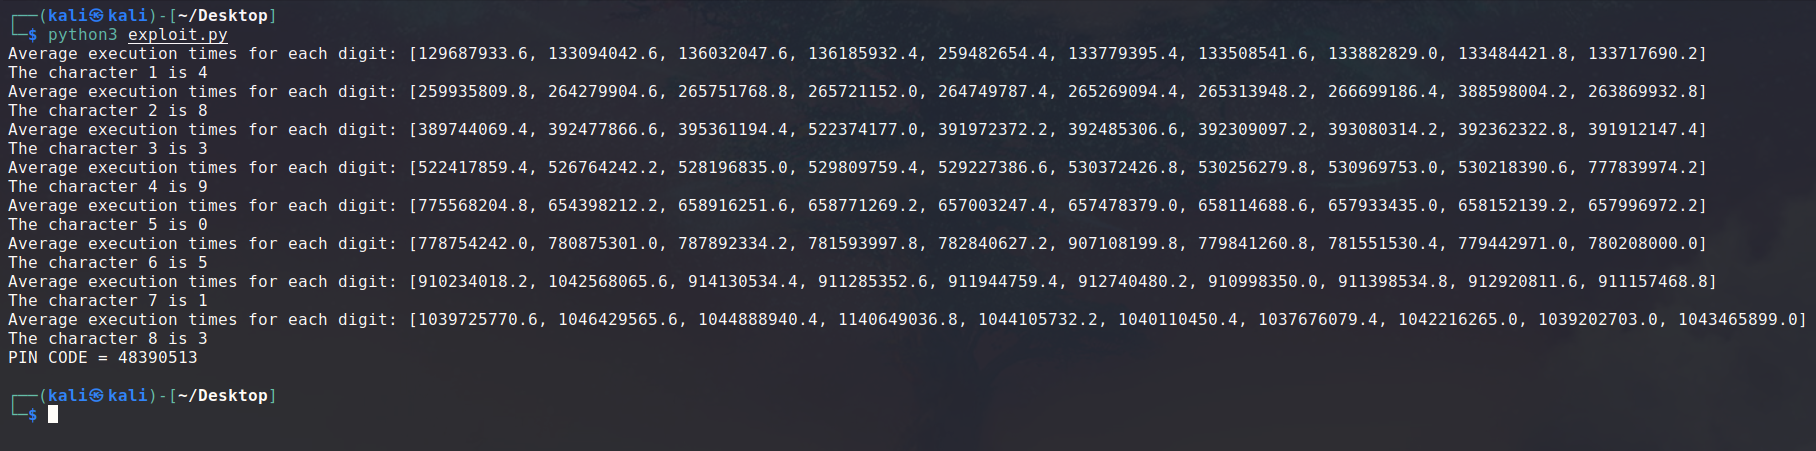 ┌──(kali㉿kali)-[~/Desktop]
└─$ python3 exploit.py
Average execution times for each digit: [129687933.6, 133094042.6, 136032047.6, 136185932.4, 259482654.4, 133779395.4, 133508541.6, 133882829.0, 133484421.8, 133717690.2]
The character 1 is 4
Average execution times for each digit: [259935809.8, 264279904.6, 265751768.8, 265721152.0, 264749787.4, 265269094.4, 265313948.2, 266699186.4, 388598004.2, 263869932.8]
The character 2 is 8
Average execution times for each digit: [389744069.4, 392477866.6, 395361194.4, 522374177.0, 391972372.2, 392485306.6, 392309097.2, 393080314.2, 392362322.8, 391912147.4]
The character 3 is 3
Average execution times for each digit: [522417859.4, 526764242.2, 528196835.0, 529809759.4, 529227386.6, 530372426.8, 530256279.8, 530969753.0, 530218390.6, 777839974.2]
The character 4 is 9
Average execution times for each digit: [775568204.8, 654398212.2, 658916251.6, 658771269.2, 657003247.4, 657478379.0, 658114688.6, 657933435.0, 658152139.2, 657996972.2]
The character 5 is 0
Average execution times for each digit: [778754242.0, 780875301.0, 787892334.2, 781593997.8, 782840627.2, 907108199.8, 779841260.8, 781551530.4, 779442971.0, 780208000.0]
The character 6 is 5
Average execution times for each digit: [910234018.2, 1042568065.6, 914130534.4, 911285352.6, 911944759.4, 912740480.2, 910998350.0, 911398534.8, 912920811.6, 911157468.8]
The character 7 is 1
Average execution times for each digit: [1039725770.6, 1046429565.6, 1044888940.4, 1140649036.8, 1044105732.2, 1040110450.4, 1037676079.4, 1042216265.0, 1039202703.0, 1043465899.0]
The character 8 is 3
PIN CODE = 48390513
┌──(kali㉿kali)-[~/Desktop]
└─$